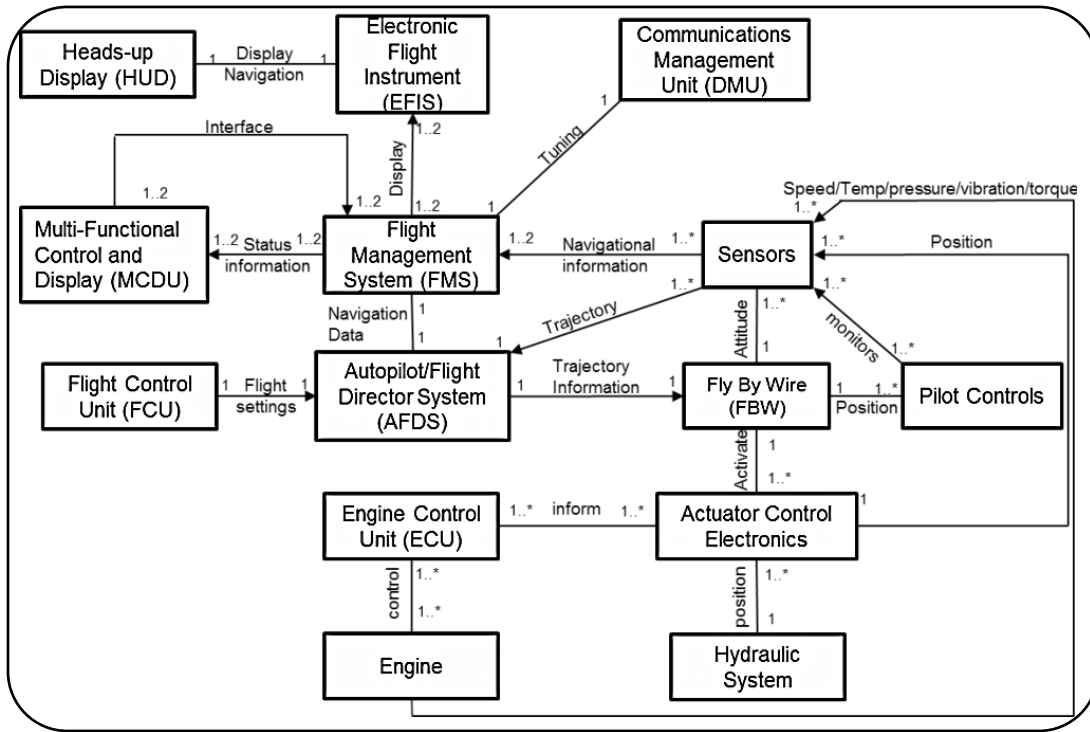 Heads-up
Display (HUD)
1
Display
Navigation
1
Electronic
Flight
Instrument
(EFIS)
Communications
Management
Unit (DMU)
1
Interface
1..2
Display
Tuning
1..2
1..2
1..2
1
Speed/Temp/pressure/vibration/torque
1..*
Multi-Functional
Control and
Display (MCDU)
1..2
Status
information
1..2
Flight
Management
System (FMS)
1..2
Navigational
information
1..*
Sensors
1..*
Position
Navigation
Data
1
1
Trajectory
1..*
1
1..*
Attitude
1
1..*
monitors
1..*
Flight Control
Unit (FCU)
1
Flight
settings
1
Autopilot/Flight
Director System
(AFDS)
1
Trajectory
Information
1
Fly By Wire
(FBW)
1
Position
1..*
Pilot Controls
Activate
1
1..*
Engine Control
Unit (ECU)
1..*
inform
1..*
Actuator Control
Electronics
1
control
1..*
1..*
position
1..*
1
Engine
Hydraulic
System